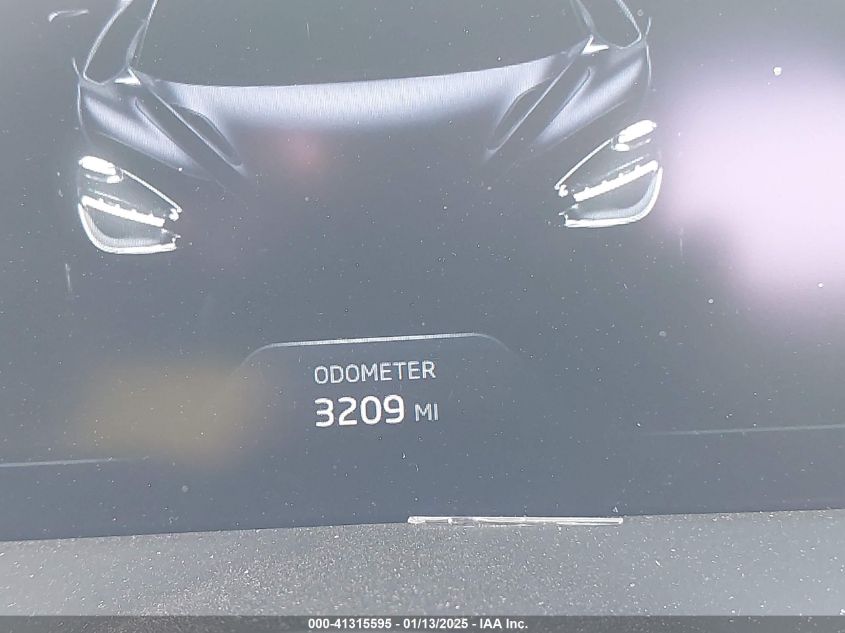 ODOMETER
3209 MI
000-41315595 - 01/13/2025 - IAA Inc.